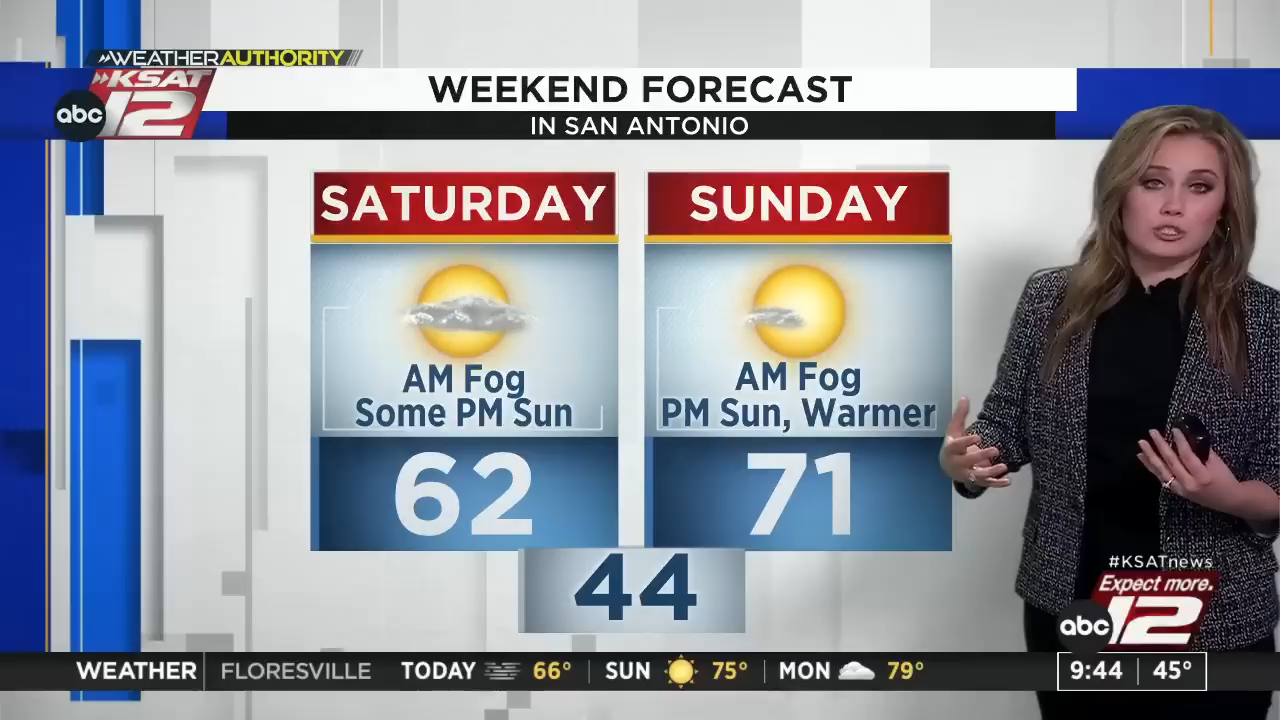 WEATHERAUTHORITY
KSAT
abc 12
WEEKEND FORECAST
IN SAN ANTONIO
SATURDAY
AM Fog
Some PM Sun
62
SUNDAY
AM Fog
PM Sun, Warmer
71
44
#KSATnews
Expect more.
abc 12
WEATHER FLORESVILLE TODAY 66° SUN 75° MON 79° 9:44 45°